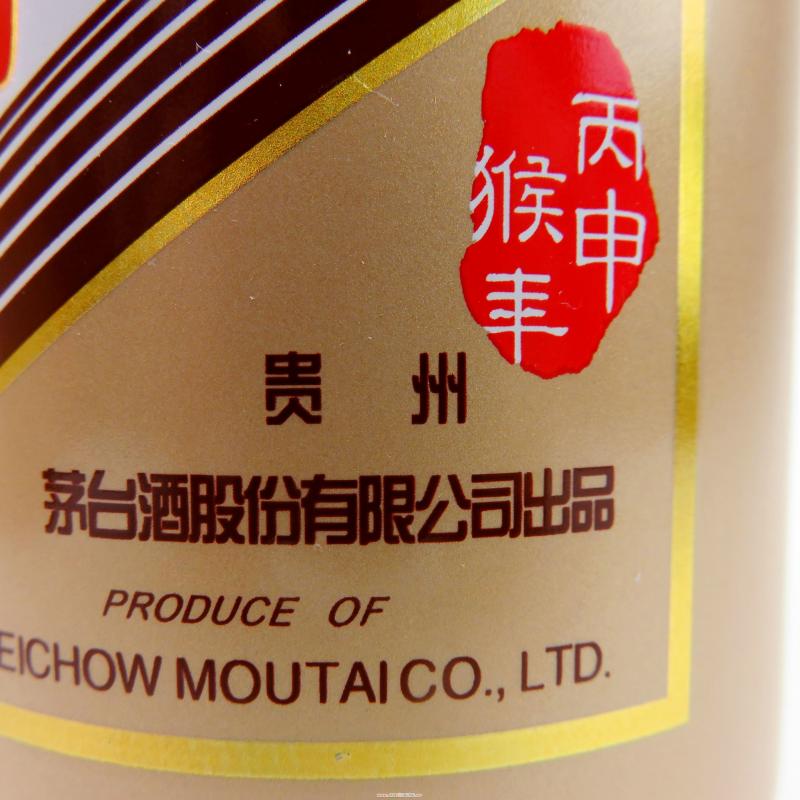 丙申
猴年
贵州
茅台酒股份有限公司出品
PRODUCE OF
EICHOW MOUTAI CO., LTD.